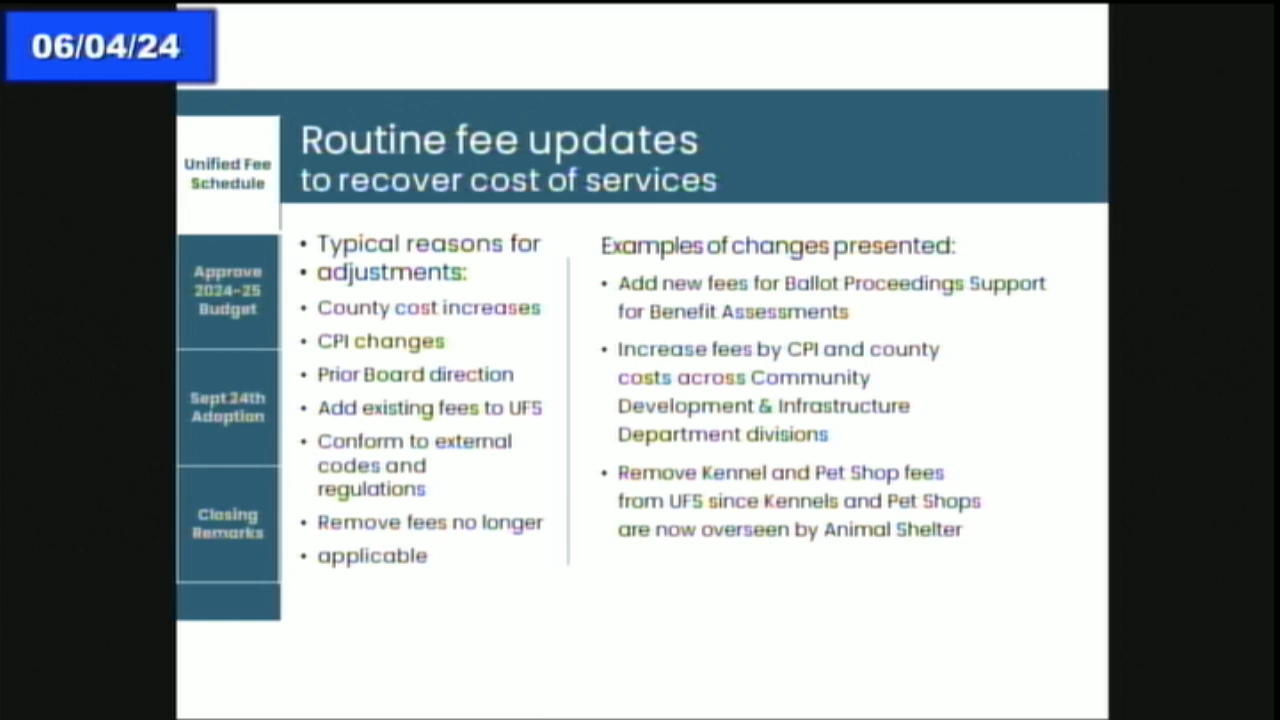 06/04/24
Unified Fee
Schedule
Routine fee updates
to recover cost of services
Approve
2024-25
Budget
Sept 24th
Adoption
Closing
Remarks
• Typical reasons for
• adjustments:
• County cost increases
• CPI changes
• Prior Board direction
• Add existing fees to UFS
• Conform to external
codes and
regulations
• Remove fees no longer
• applicable
Examples of changes presented:
• Add new fees for Ballot Proceedings Support
for Benefit Assessments
• Increase fees by CPI and county
costs across Community
Development & Infrastructure
Department divisions
• Remove Kennel and Pet Shop fees
from UFS since Kennels and Pet Shops
are now overseen by Animal Shelter